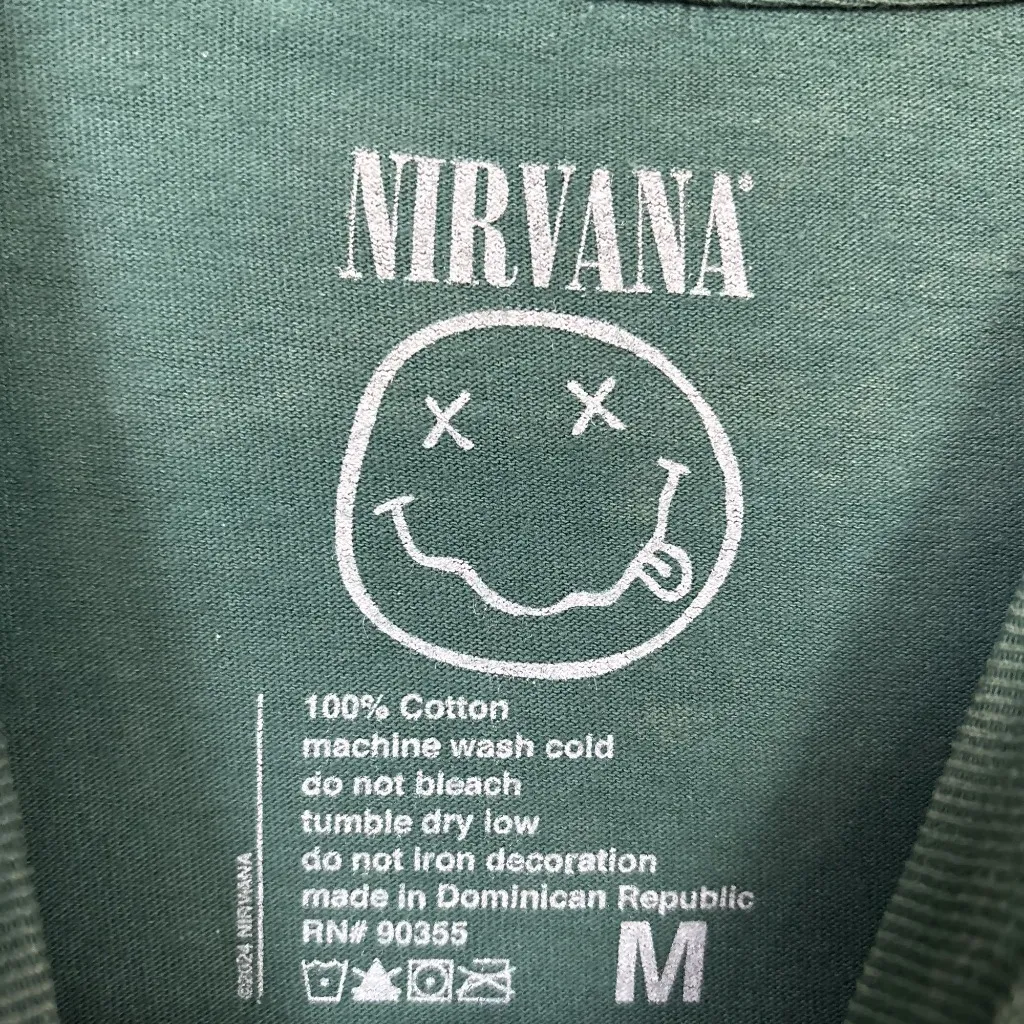 NIRVANA®
100% Cotton
machine wash cold
do not bleach
tumble dry low
do not iron decoration
made in Dominican Republic
RN# 90355
M
©2024 NIRVANA